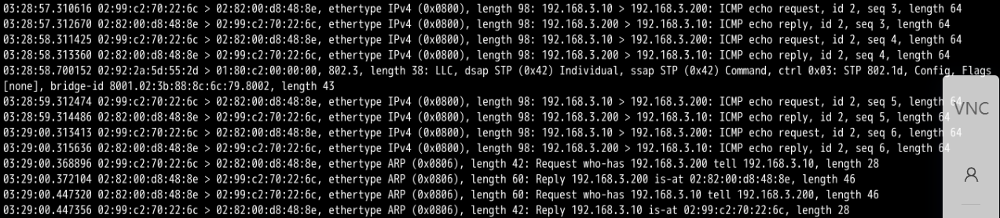 03:28:57.310616 02:99:c2:70:22:6c > 02:82:00:d8:48:8e, ethertype IPv4 (0x0800), length 98: 192.168.3.10 > 192.168.3.200: ICMP echo request, id 2, seq 3, length 64
03:28:57.312670 02:82:00:d8:48:8e > 02:99:c2:70:22:6c, ethertype IPv4 (0x0800), length 98: 192.168.3.200 > 192.168.3.10: ICMP echo reply, id 2, seq 3, length 64
03:28:58.311425 02:99:c2:70:22:6c > 02:82:00:d8:48:8e, ethertype IPv4 (0x0800), length 98: 192.168.3.10 > 192.168.3.200: ICMP echo request, id 2, seq 4, length 64
03:28:58.313360 02:82:00:d8:48:8e > 02:99:c2:70:22:6c, ethertype IPv4 (0x0800), length 98: 192.168.3.200 > 192.168.3.10: ICMP echo reply, id 2, seq 4, length 64
03:28:58.700152 02:92:2a:5d:55:2d > 01:80:c2:00:00:00, 802.3, length 38: LLC, dsap STP (0x42) Individual, ssap STP (0x42) Command, ctrl 0x03: STP 802.1d, Config, Flags
[none], bridge-id 8001.02:3b:88:8c:6c:79.8002, length 43
03:28:59.312474 02:99:c2:70:22:6c > 02:82:00:d8:48:8e, ethertype IPv4 (0x0800), length 98: 192.168.3.10 > 192.168.3.200: ICMP echo request, id 2, seq 5, length 64
03:28:59.314486 02:82:00:d8:48:8e > 02:99:c2:70:22:6c, ethertype IPv4 (0x0800), length 98: 192.168.3.200 > 192.168.3.10: ICMP echo reply, id 2, seq 5, length 64
03:29:00.313413 02:99:c2:70:22:6c > 02:82:00:d8:48:8e, ethertype IPv4 (0x0800), length 98: 192.168.3.10 > 192.168.3.200: ICMP echo request, id 2, seq 6, length 64
03:29:00.315636 02:82:00:d8:48:8e > 02:99:c2:70:22:6c, ethertype IPv4 (0x0800), length 98: 192.168.3.200 > 192.168.3.10: ICMP echo reply, id 2, seq 6, length 64
03:29:00.368896 02:99:c2:70:22:6c > 02:82:00:d8:48:8e, ethertype ARP (0x0806), length 42: Request who-has 192.168.3.200 tell 192.168.3.10, length 28
03:29:00.372104 02:82:00:d8:48:8e > 02:99:c2:70:22:6c, ethertype ARP (0x0806), length 60: Reply 192.168.3.200 is-at 02:82:00:d8:48:8e, length 46
03:29:00.447320 02:82:00:d8:48:8e > 02:99:c2:70:22:6c, ethertype ARP (0x0806), length 60: Request who-has 192.168.3.10 tell 192.168.3.200, length 46
03:29:00.447356 02:99:c2:70:22:6c > 02:82:00:d8:48:8e, ethertype ARP (0x0806), length 42: Reply 192.168.3.10 is-at 02:99:c2:70:22:6c, length 28
VNC